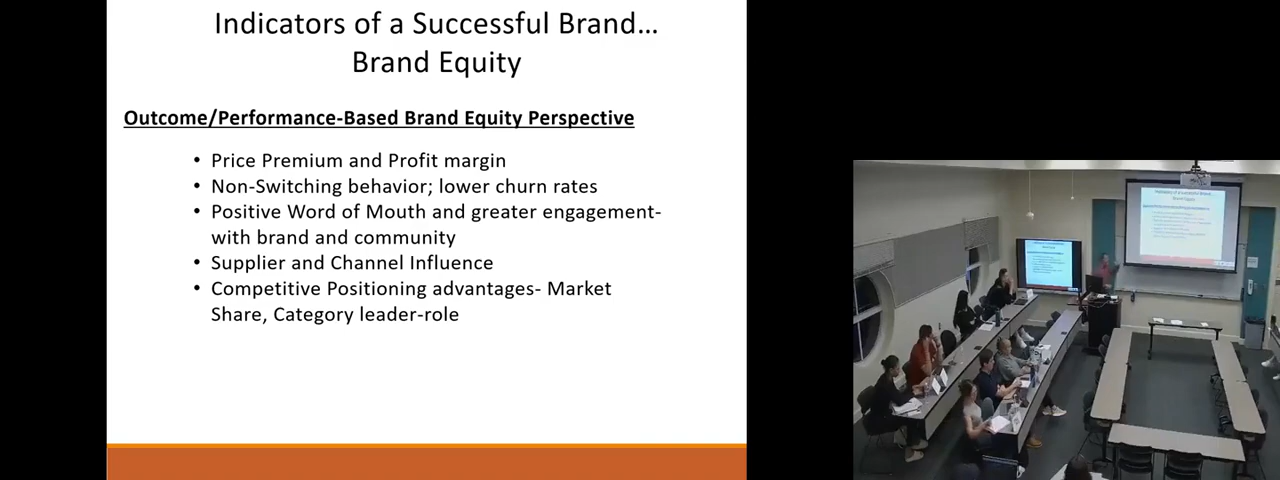 Indicators of a Successful Brand…
Brand Equity
Outcome/Performance-Based Brand Equity Perspective
• Price Premium and Profit margin
• Non-Switching behavior; lower churn rates
• Positive Word of Mouth and greater engagement-
with brand and community
• Supplier and Channel Influence
• Competitive Positioning advantages- Market
Share, Category leader-role